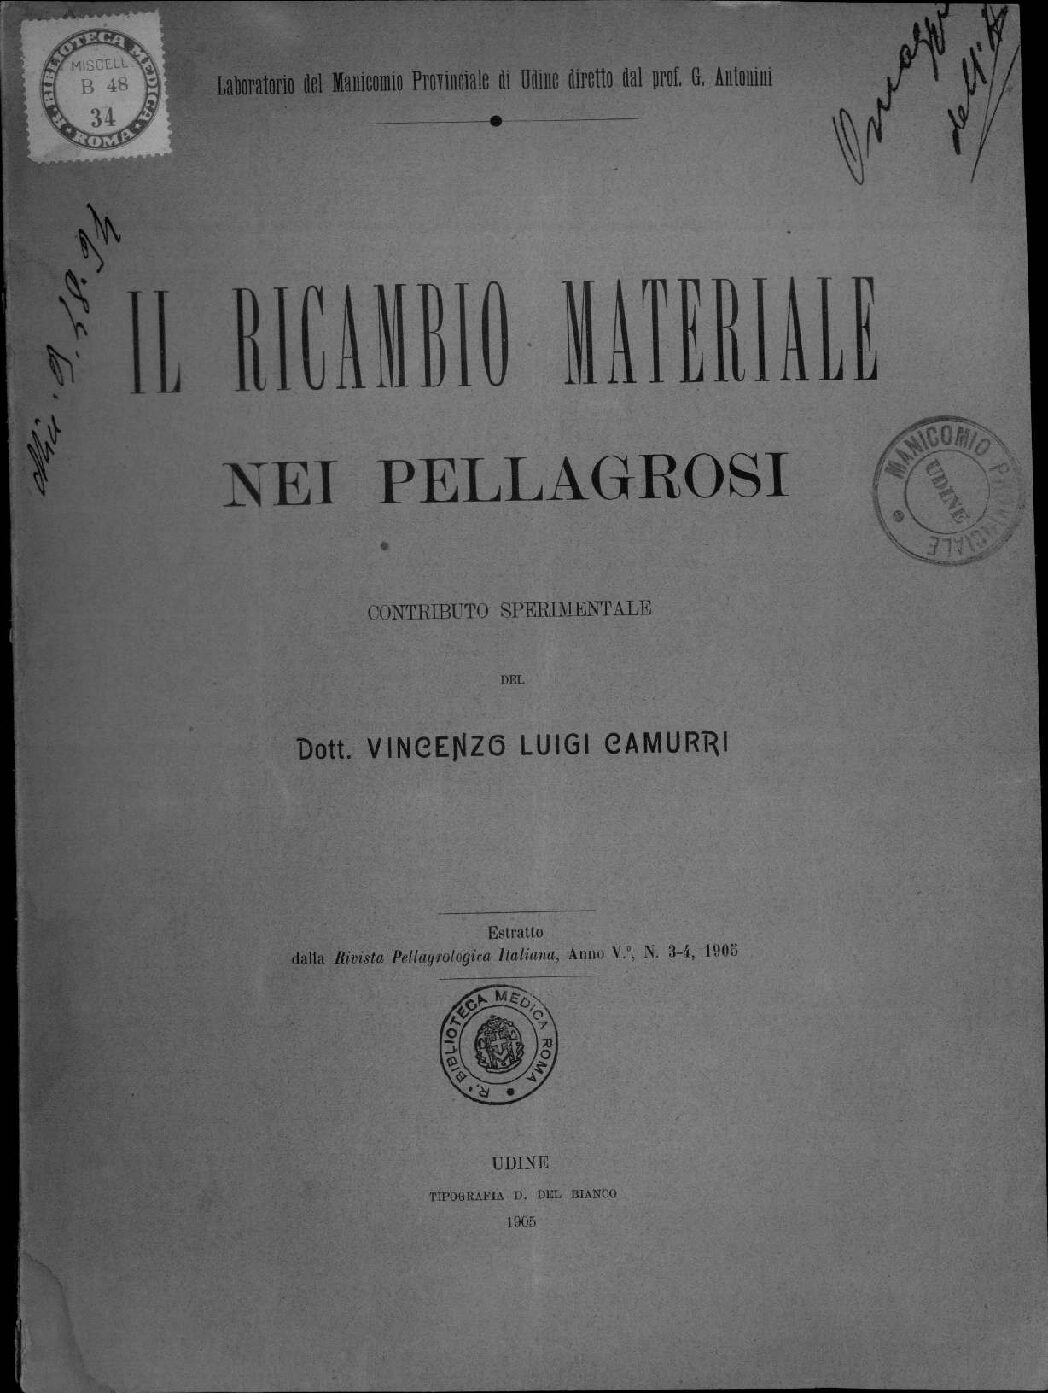 R. BIBLIOTECA MEDICA
ROMA
MISCELL
B 48
34
Laboratorio del Manicomio Provinciale di Udine diretto dal prof. G. Antonini
Omaggio
dell'A
IL RICAMBIO MATERIALE
NEI PELLAGROSI
MANICOMIO PROVINCIALE
UDINE
CONTRIBUTO SPERIMENTALE
DEL
Dott. VINCENZO LUIGI CAMURRI
Estratto
dalla Rivista Pellagrologica Italiana, Anno V.º, N. 3-4, 1905
R. BIBLIOTECA MEDICA ROMA
UDINE
TIPOGRAFIA D. DEL BIANCO
1905